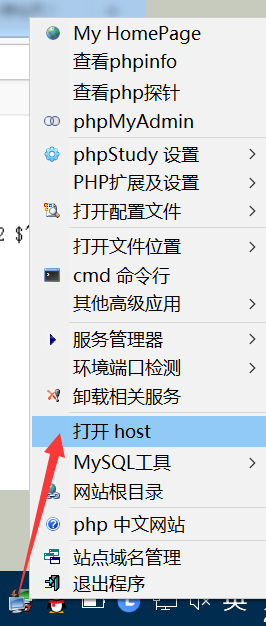 My HomePage
查看phpinfo
查看php探针
phpMyAdmin
phpStudy 设置
PHP扩展及设置
打开配置文件
2 $
打开文件位置
cmd 命令行
其他高级应用
服务管理器
环境端口检测
卸载相关服务
打开 host
MySQL工具
网站根目录
php 中文网站
站点域名管理
退出程序
英